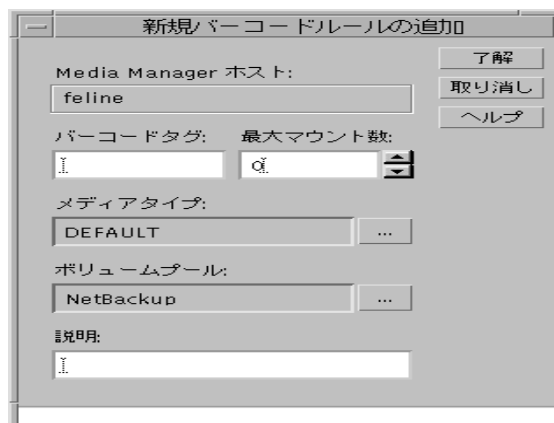 新規バーコードルールの追加
Media Manager ホスト:
feline
了解
取り消し
ヘルプ
バーコードタグ: 最大マウント数:
0
メディアタイプ:
DEFAULT ...
ボリュームプール:
NetBackup ...
説明: